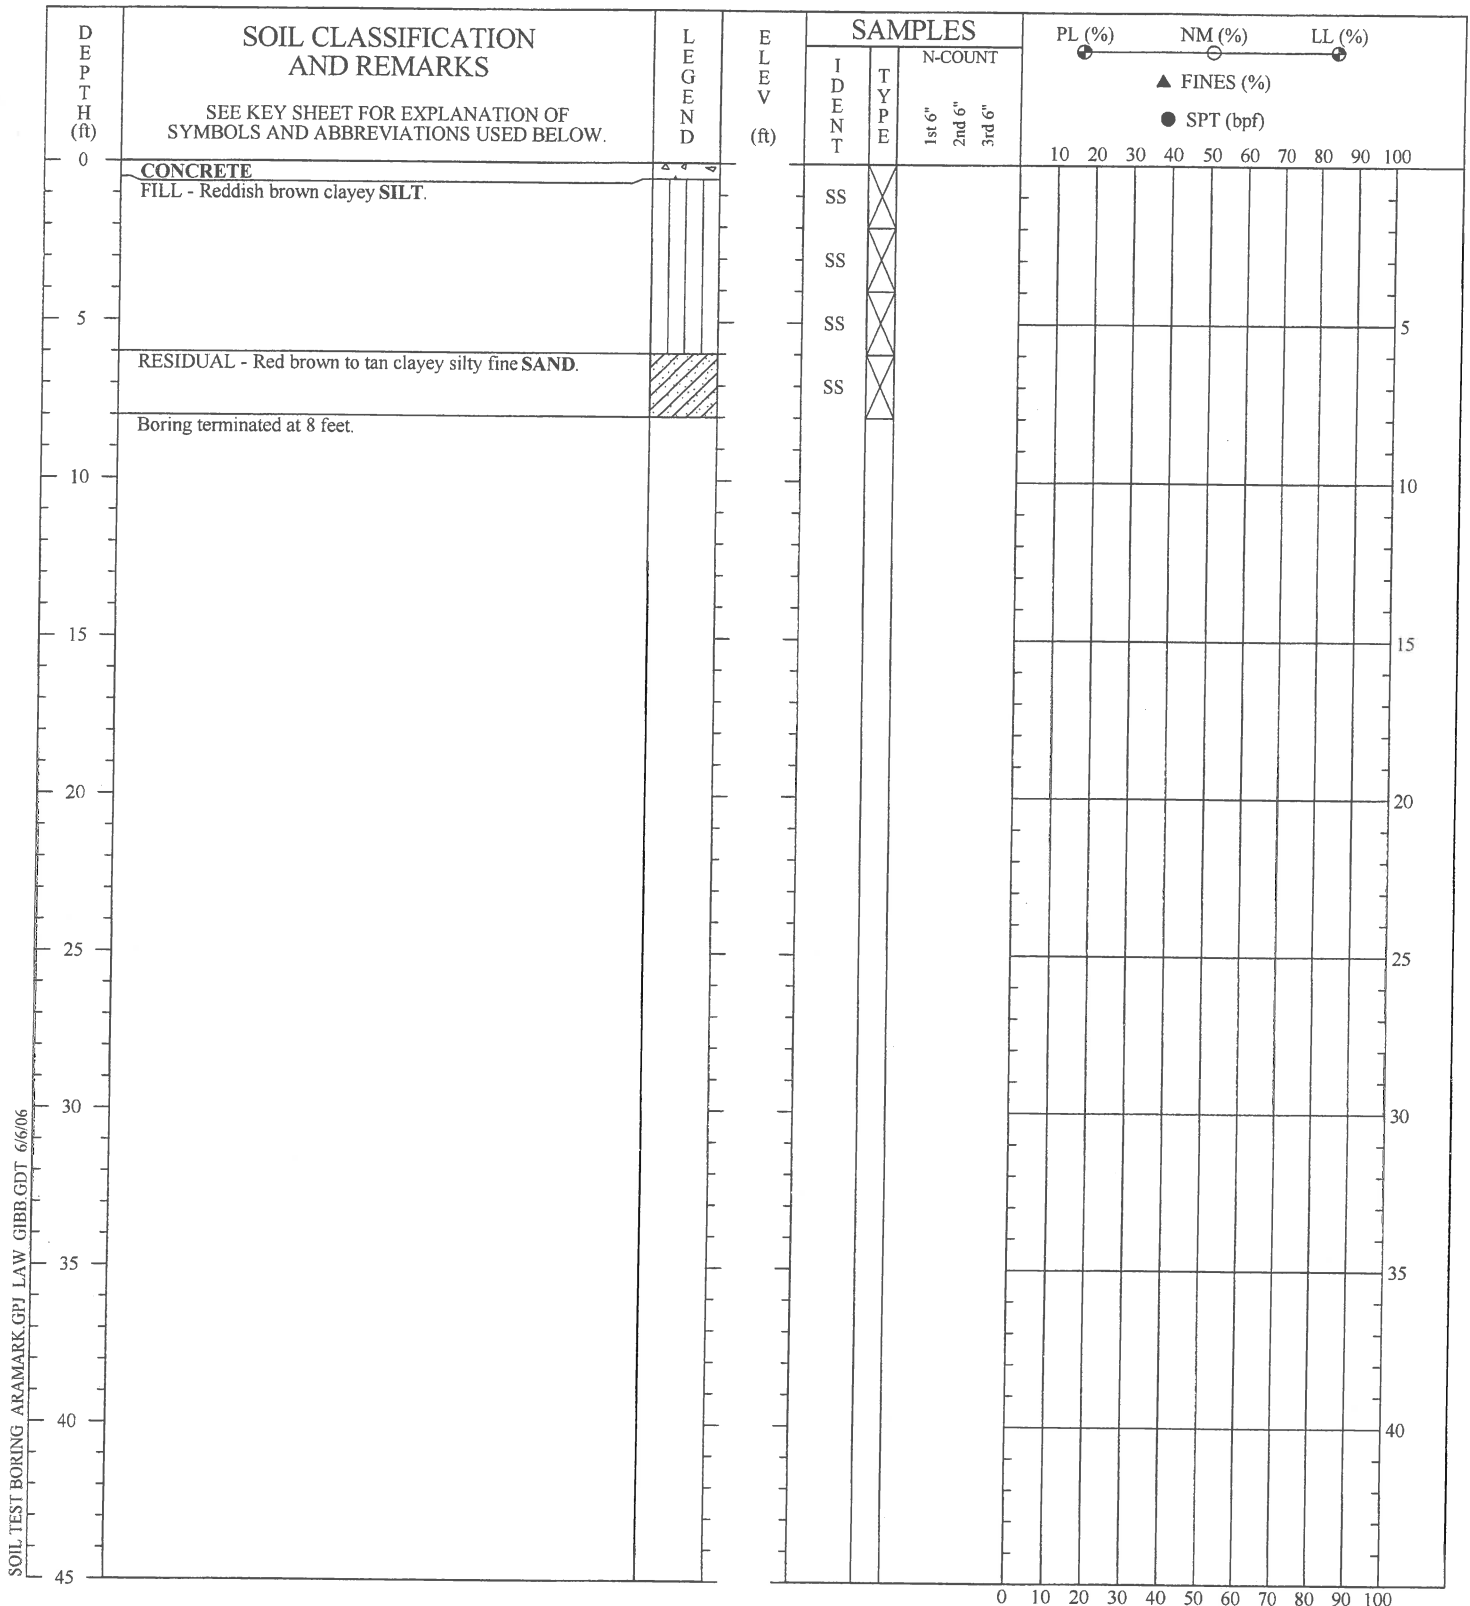 DEPTH (ft)
SOIL CLASSIFICATION
AND REMARKS
SEE KEY SHEET FOR EXPLANATION OF
SYMBOLS AND ABBREVIATIONS USED BELOW.
LEGEND
ELEV (ft)
SAMPLES
IDENT
TYPE
N-COUNT
1st 6"
2nd 6"
3rd 6"
PL (%) NM (%) LL (%)
▲ FINES (%)
● SPT (bpf)
10 20 30 40 50 60 70 80 90 100
0
CONCRETE
FILL - Reddish brown clayey SILT.
SS
SS
5 SS 5
RESIDUAL - Red brown to tan clayey silty fine SAND.
SS
Boring terminated at 8 feet.
10 10
15 15
20 20
25 25
30 30
35 35
40 40
45
0 10 20 30 40 50 60 70 80 90 100
SOIL TEST BORING ARAMARK.GPJ LAW GIBB.GDT 6/6/06